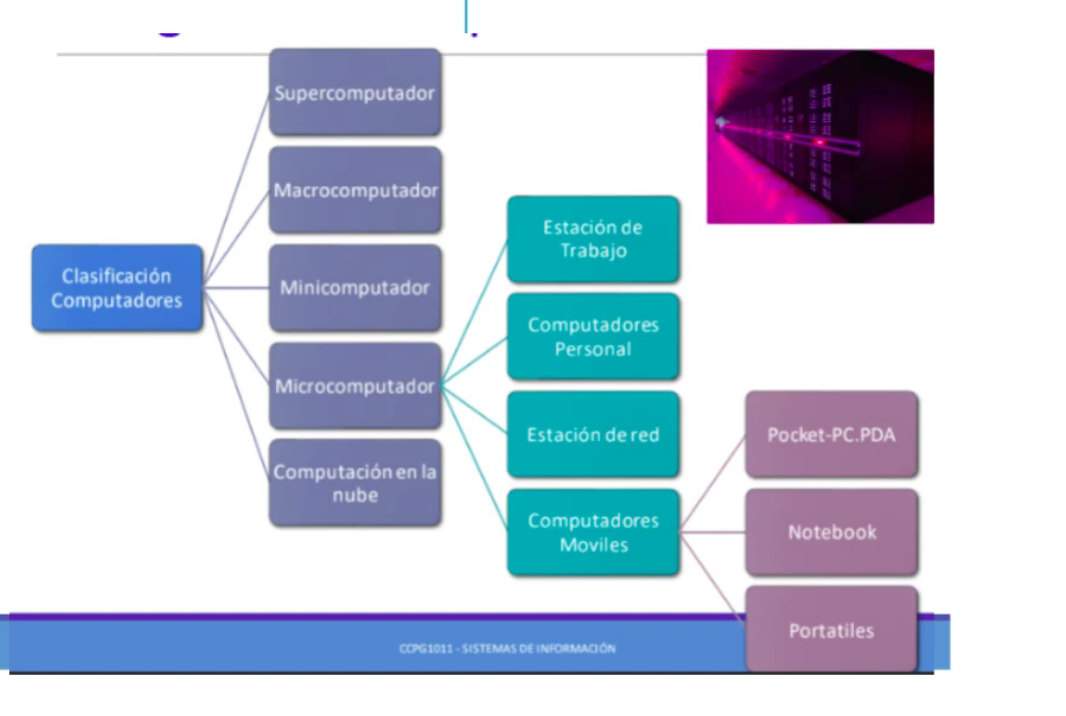 Supercomputador
Macrocomputador
Minicomputador
Microcomputador
Computación en la
nube
Clasificación
Computadores
Estación de
Trabajo
Computadores
Personal
Estación de red
Computadores
Moviles
Pocket-PC.PDA
Notebook
Portatiles
CCPG1011 - SISTEMAS DE INFORMACIÓN